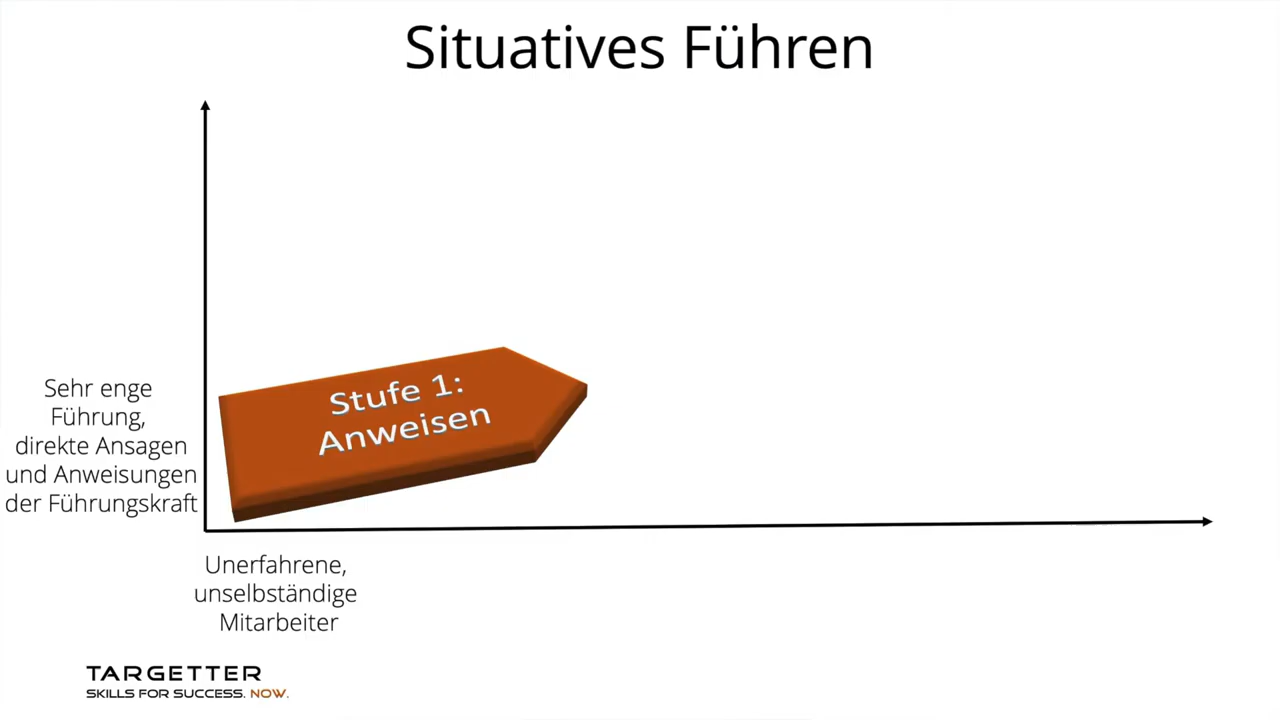 Situatives Führen
Sehr enge
Führung,
direkte Ansagen
und Anweisungen
der Führungskraft
Stufe 1:
Anweisen
Unerfahrene,
unselbständige
Mitarbeiter
TARGETTER
SKILLS FOR SUCCESS. NOW.